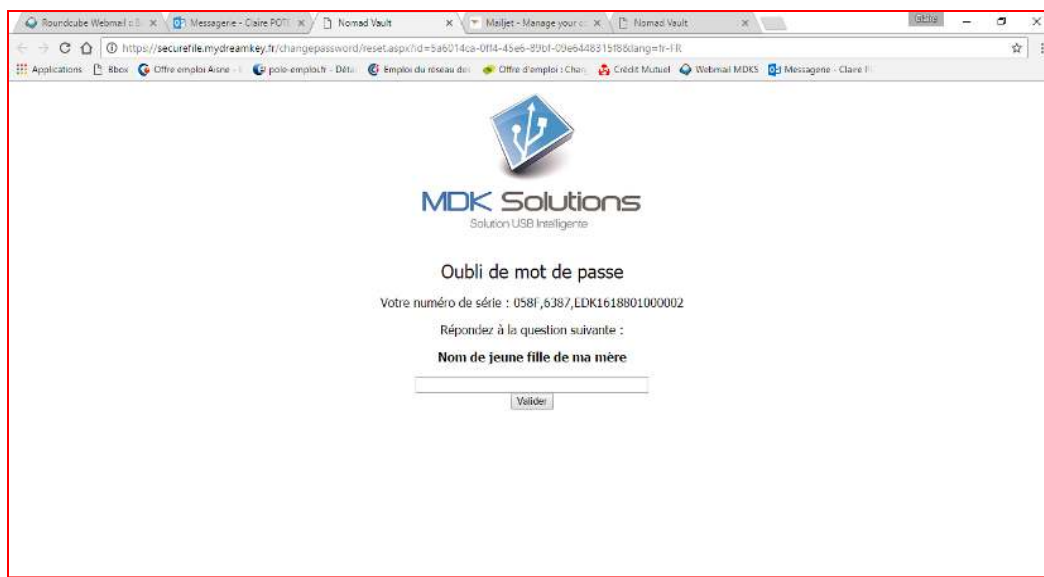 Roundcube Webmail ::
Messagerie - Claire POTI
Nomad Vault
Mailjet - Manage your c
Nomad Vault
https://securefile.mydreamkey.fr/changepassword/reset.aspx?id=5a6014ca-0ff4-45e6-89bf-09e6448315f8&lang=fr-FR
Applications
Bbox
Offre emploi Aisne -
pole-emploi.fr - Déta
Emploi du réseau des
Offre d'emploi : Char
Crédit Mutuel
Webmail MDKS
Messagerie - Claire P
MDK Solutions
Solution USB Intelligente
Oubli de mot de passe
Votre numéro de série : 058F,6387,EDK1618801000002
Répondez à la question suivante :
Nom de jeune fille de ma mère
Valider